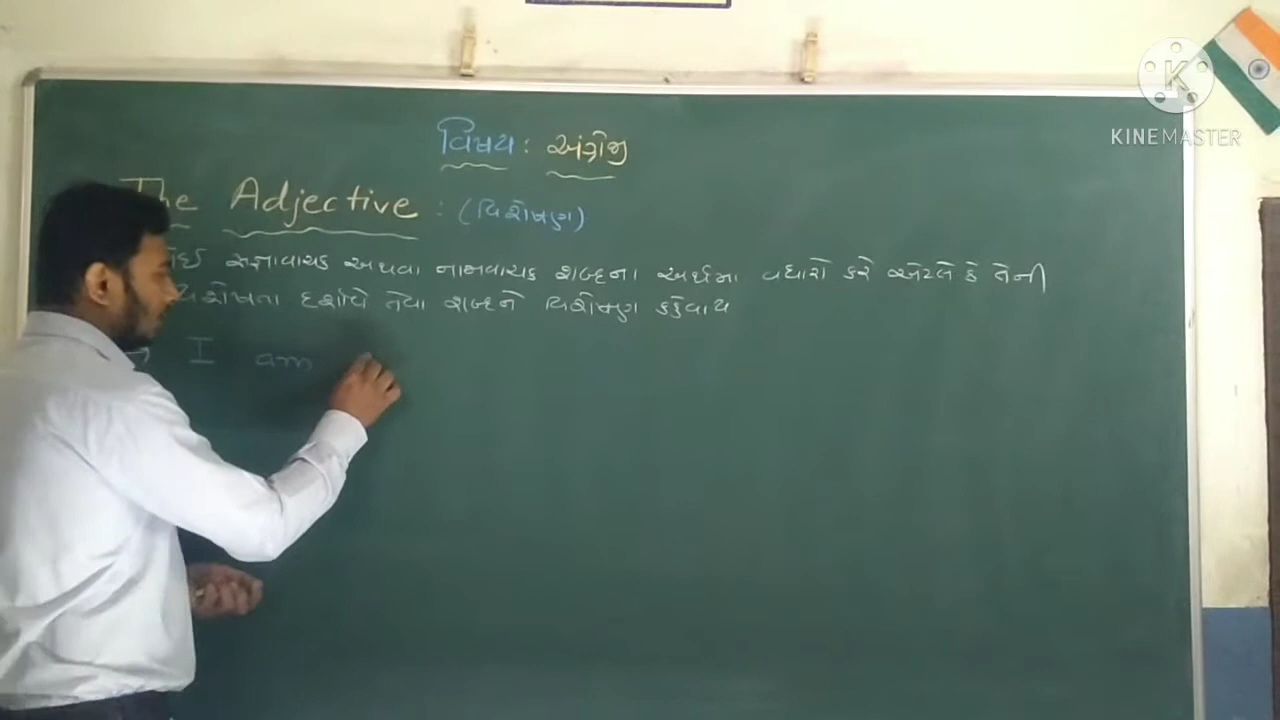 KINEMASTER
વિષય : અંગ્રેજી
The Adjective : (વિશેષણ)
સંજ્ઞાવાચક અથવા નામવાચક શબ્દના અર્થમાં વધારો કરે એટલે કે તેની
વિશેષતા દર્શાવે તેવા શબ્દને વિશેષણ કહેવાય
→ I am